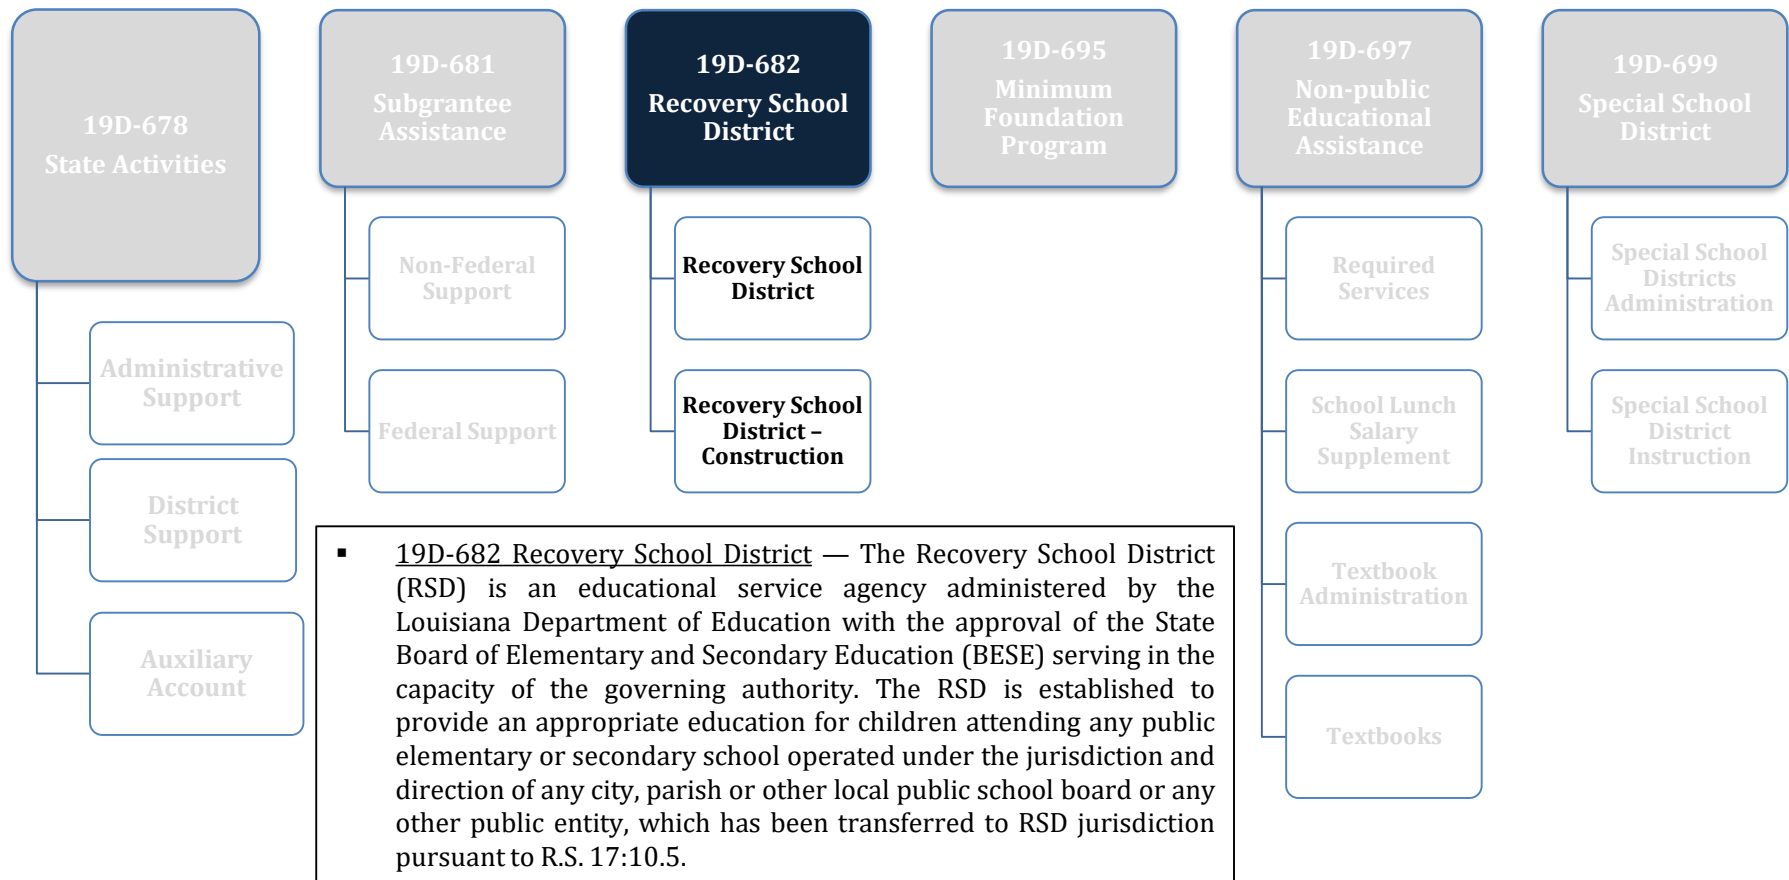 19D-678
State Activities
Administrative
Support
District
Support
Auxiliary
Account
19D-681
Subgrantee
Assistance
Non-Federal
Support
Federal Support
19D-682
Recovery School
District
Recovery School
District
Recovery School
District –
Construction
19D-695
Minimum
Foundation
Program
19D-697
Non-public
Educational
Assistance
Required
Services
School Lunch
Salary
Supplement
Textbook
Administration
Textbooks
19D-699
Special School
District
Special School
Districts
Administration
Special School
District
Instruction
▪ 19D-682 Recovery School District — The Recovery School District
(RSD) is an educational service agency administered by the
Louisiana Department of Education with the approval of the State
Board of Elementary and Secondary Education (BESE) serving in the
capacity of the governing authority. The RSD is established to
provide an appropriate education for children attending any public
elementary or secondary school operated under the jurisdiction and
direction of any city, parish or other local public school board or any
other public entity, which has been transferred to RSD jurisdiction
pursuant to R.S. 17:10.5.